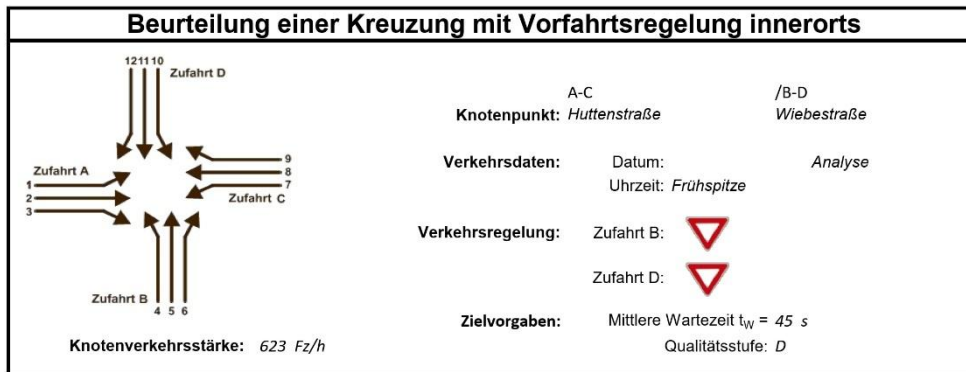 Beurteilung einer Kreuzung mit Vorfahrtsregelung innerorts
12 11 10
Zufahrt D
Zufahrt A
1
2
3
9
8
7
Zufahrt C
Zufahrt B
4 5 6
Knotenverkehrsstärke: 623 Fz/h
A-C /B-D
Knotenpunkt: Huttenstraße Wiebestraße
Verkehrsdaten: Datum: Analyse
Uhrzeit: Frühspitze
Verkehrsregelung: Zufahrt B:
Zufahrt D:
Zielvorgaben: Mittlere Wartezeit tW = 45 s
Qualitätsstufe: D